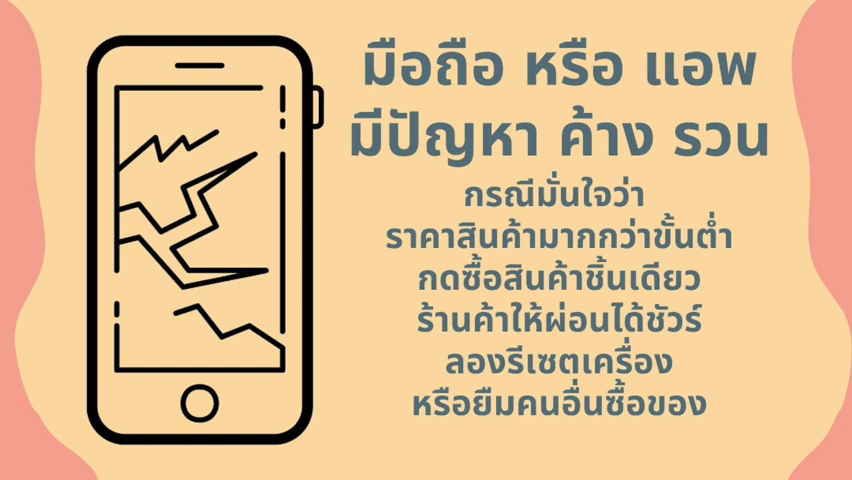 มือถือ หรือ แอพ
มีปัญหา ค้าง รวน
กรณีมั่นใจว่า
ราคาสินค้ามากกว่าขั้นต่ำ
กดซื้อสินค้าชิ้นเดียว
ร้านค้าให้ผ่อนได้ชัวร์
ลองรีเซตเครื่อง
หรือยืมคนอื่นซื้อของ